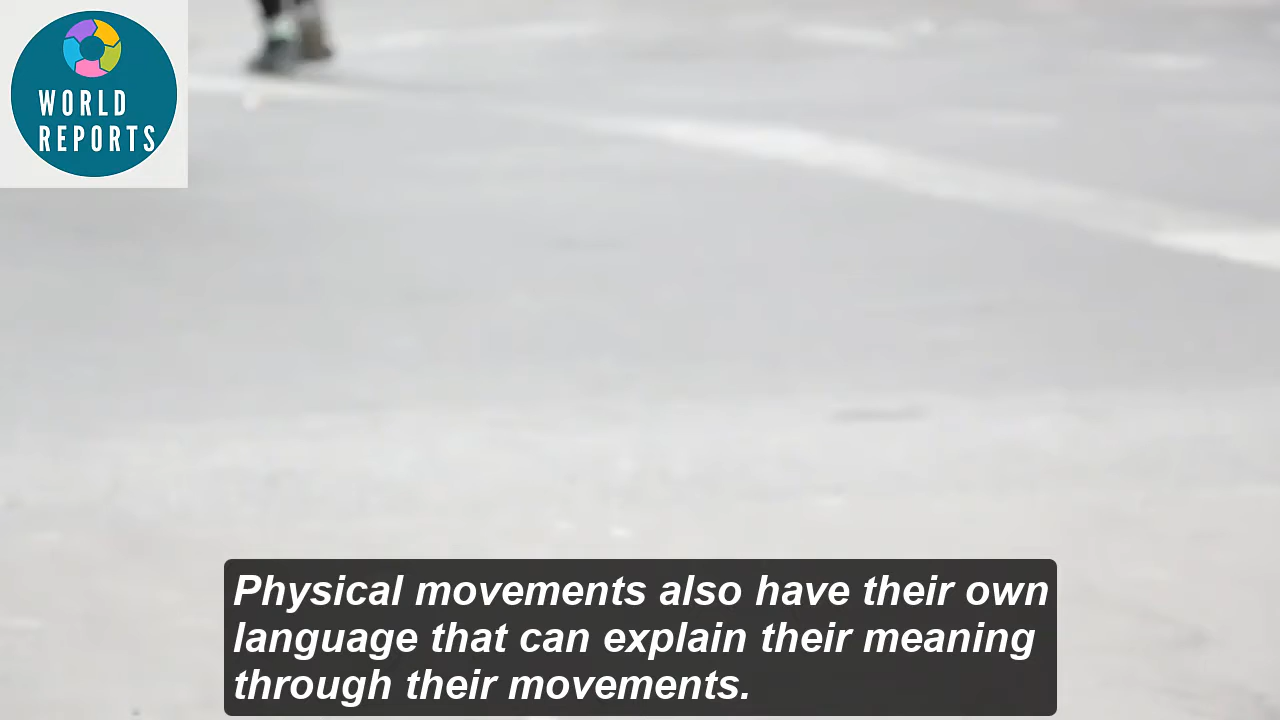 WORLD
REPORTS
Physical movements also have their own
language that can explain their meaning
through their movements.